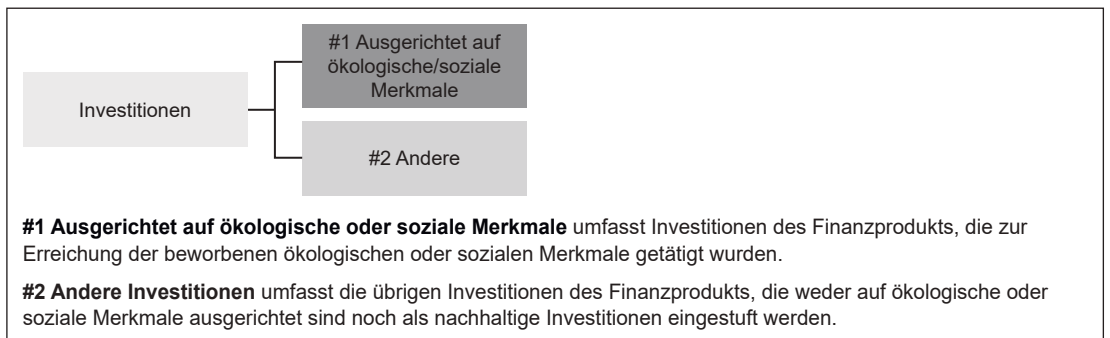 #1 Ausgerichtet auf
ökologische/soziale
Merkmale
Investitionen
#2 Andere
#1 Ausgerichtet auf ökologische oder soziale Merkmale umfasst Investitionen des Finanzprodukts, die zur
Erreichung der beworbenen ökologischen oder sozialen Merkmale getätigt wurden.
#2 Andere Investitionen umfasst die übrigen Investitionen des Finanzprodukts, die weder auf ökologische oder
soziale Merkmale ausgerichtet sind noch als nachhaltige Investitionen eingestuft werden.